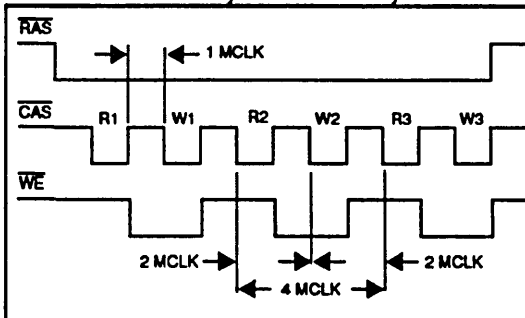 RAS
1 MCLK
CAS R1 W1 R2 W2 R3 W3
WE
2 MCLK 2 MCLK
4 MCLK